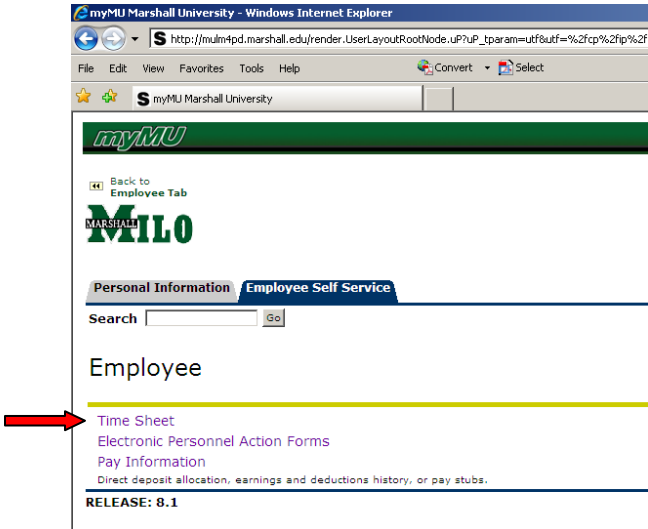 myMU Marshall University - Windows Internet Explorer
S http://mulm4pd.marshall.edu/render.UserLayoutRootNode.uP?uP_tparam=utf&utf=%2fcp%2fip%2f
File Edit View Favorites Tools Help Convert Select
S myMU Marshall University
myMU
Back to
Employee Tab
MARSHALL MILO
Personal Information Employee Self Service
Search Go
Employee
Time Sheet
Electronic Personnel Action Forms
Pay Information
Direct deposit allocation, earnings and deductions history, or pay stubs.
RELEASE: 8.1